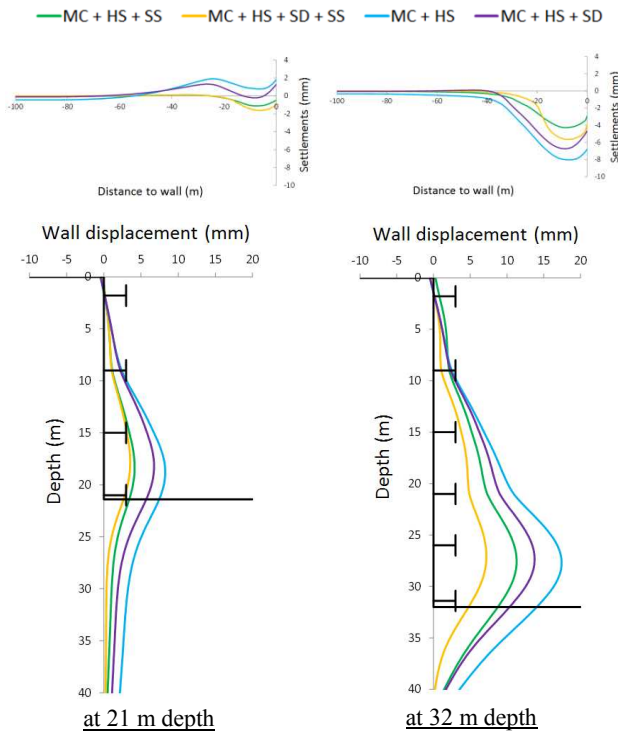 MC + HS + SS MC + HS + SD + SS MC + HS MC + HS + SD
4
2
0
-2
-4
-6
-8
-10
-100 -80 -60 -40 -20 0
Settlements (mm)
Distance to wall (m)
4
2
0
-2
-4
-6
-8
-10
-100 -80 -60 -40 -20 0
Settlements (mm)
Distance to wall (m)
Wall displacement (mm)
-10 -5 0 5 10 15 20
0
5
10
15
20
25
30
35
40
Depth (m)
at 21 m depth
Wall displacement (mm)
-10 -5 0 5 10 15 20
0
5
10
15
20
25
30
35
40
Depth (m)
at 32 m depth